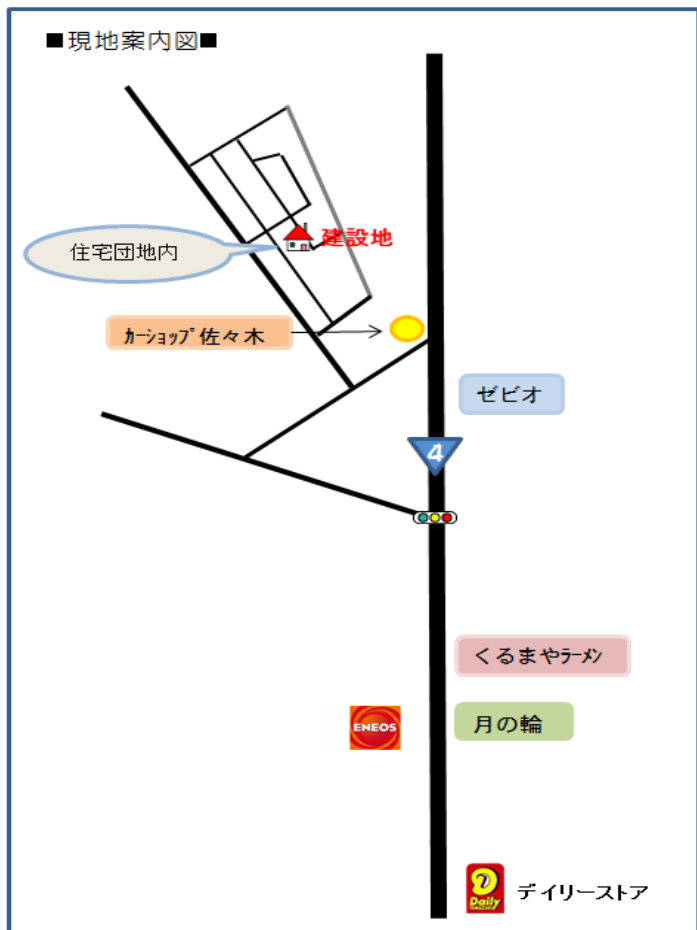 ■現地案内図■
建設地
住宅団地内
ｶｰｼｮｯﾌﾟ佐々木
ゼビオ
4
くるまやﾗｰﾒﾝ
ENEOS
月の輪
Daily
デイリーストア